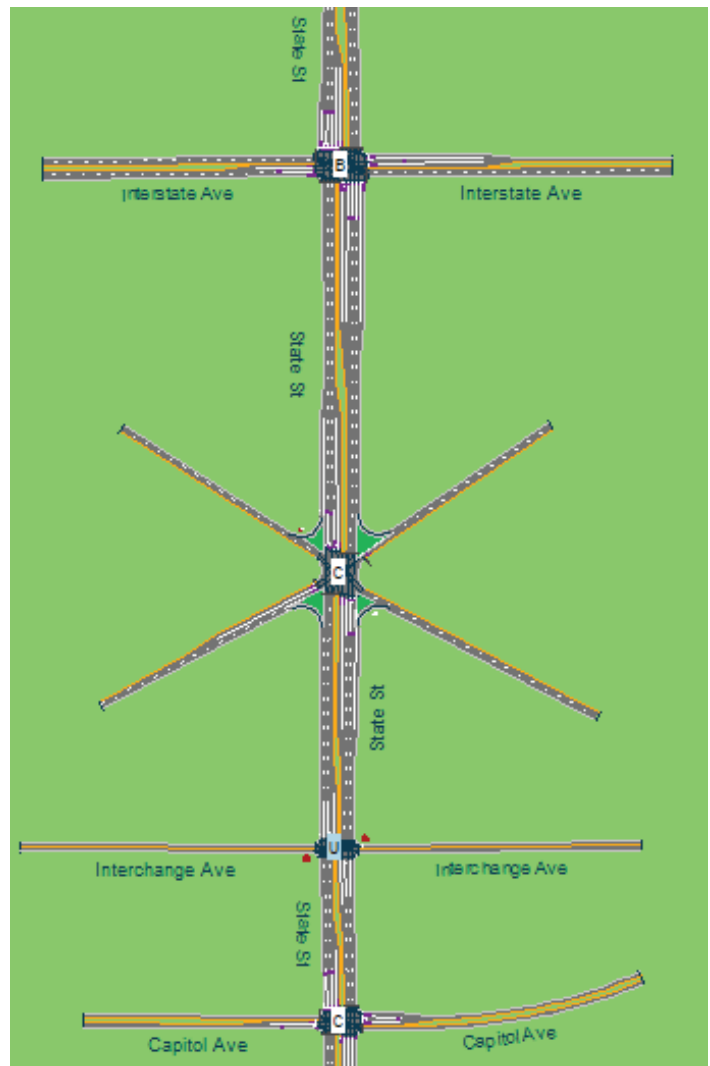 State St
B
Interstate Ave
Interstate Ave
State St
C
State St
U
Interchange Ave
Interchange Ave
State St
C
Capitol Ave
Capitol Ave